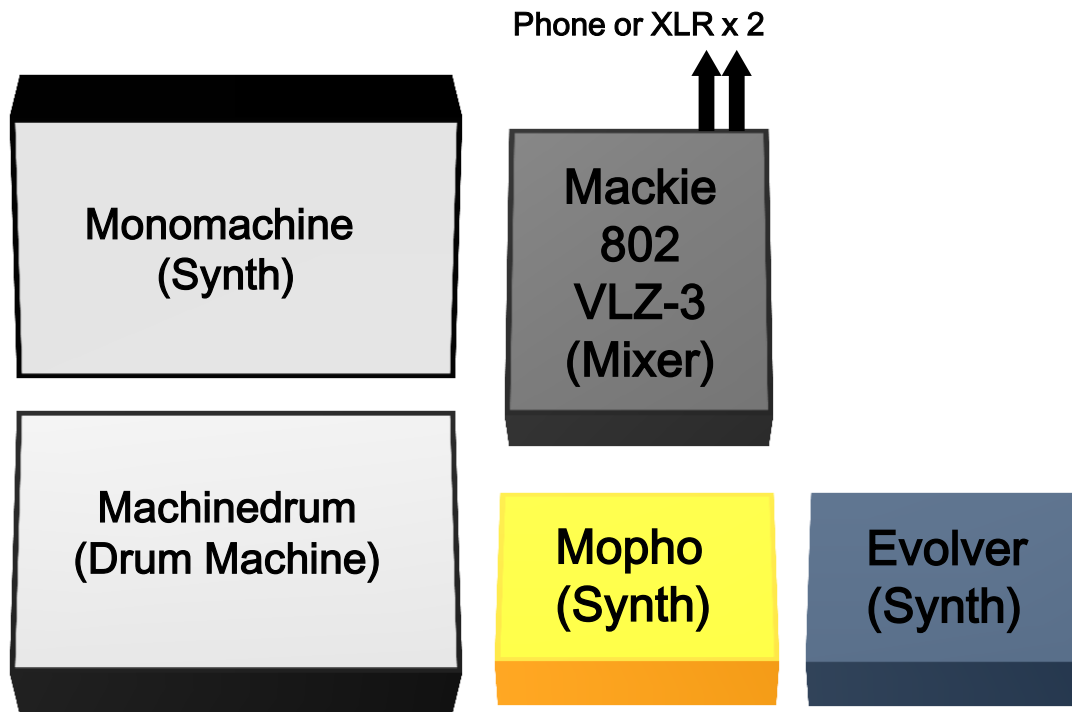 Phone or XLR x 2
Monomachine
(Synth)
Mackie
802
VLZ-3
(Mixer)
Machinedrum
(Drum Machine)
Mopho
(Synth)
Evolver
(Synth)